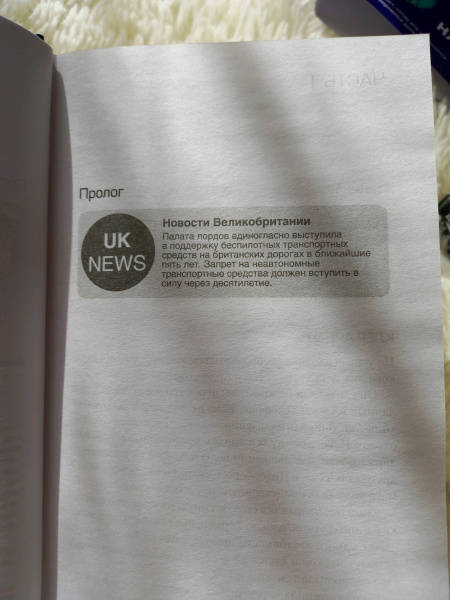 Пролог
UK
NEWS
Новости Великобритании
Палата лордов единогласно выступила
в поддержку беспилотных транспортных
средств на британских дорогах в ближайшие
пять лет. Запрет на неавтономные
транспортные средства должен вступить в
силу через десятилетие.